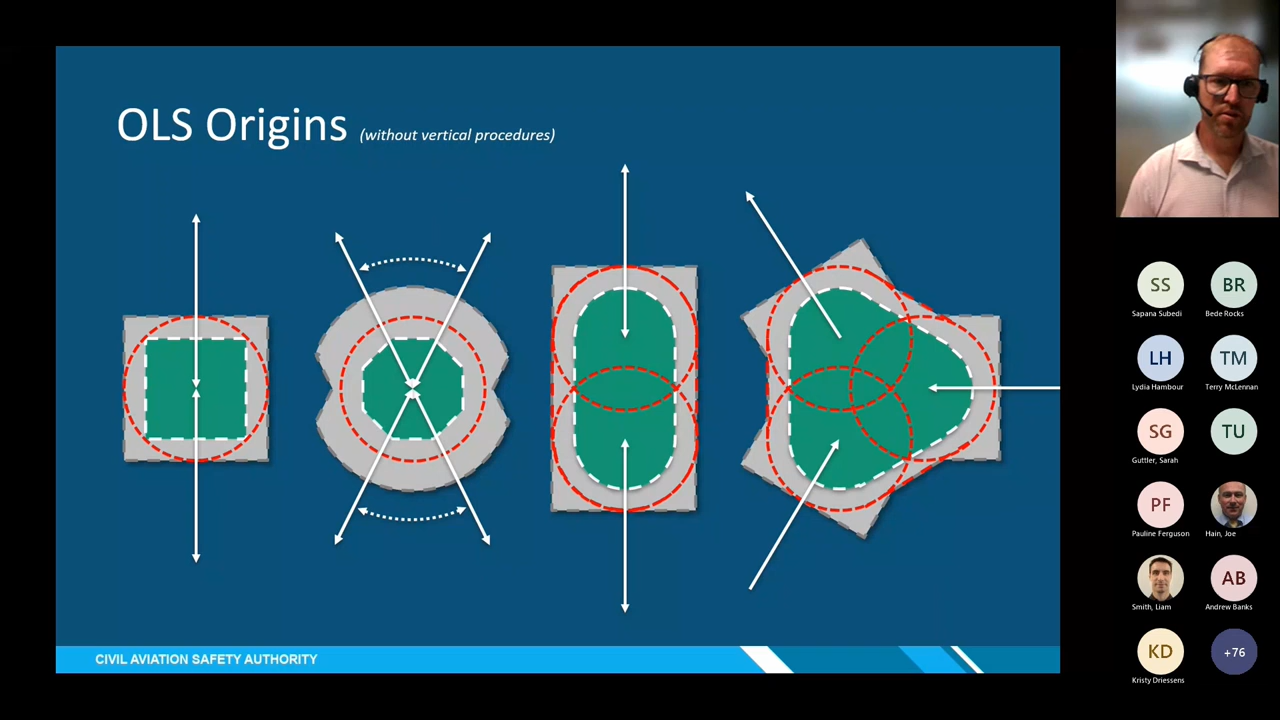 OLS Origins (without vertical procedures)
CIVIL AVIATION SAFETY AUTHORITY
SS
BR
Sapana Subedi
Bede Rocks
LH
TM
Lydia Hambour
Terry McLennan
SG
TU
Guttler, Sarah
PF
Pauline Ferguson
Hain, Joe
AB
Smith, Liam
Andrew Banks
KD
+76
Kristy Driessens